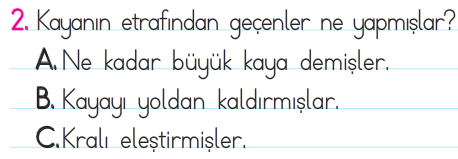 2. Kayanın etrafından geçenler ne yapmışlar?
A. Ne kadar büyük kaya demişler.
B. Kayayı yoldan kaldırmışlar.
C. Kralı eleştirmişler.